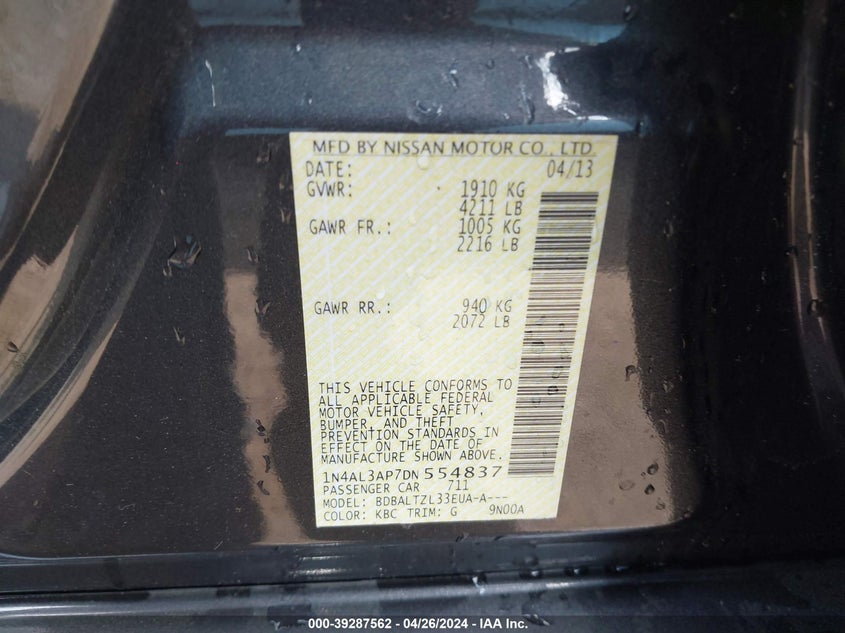 MFD BY NISSAN MOTOR CO., LTD.
DATE: 04/13
GVWR: 1910 KG
4211 LB
GAWR FR.: 1005 KG
2216 LB
GAWR RR.: 940 KG
2072 LB
THIS VEHICLE CONFORMS TO
ALL APPLICABLE FEDERAL
MOTOR VEHICLE SAFETY,
BUMPER, AND THEFT
PREVENTION STANDARDS IN
EFFECT ON THE DATE OF
MANUFACTURE SHOWN ABOVE.
1N4AL3AP7DN 554837
PASSENGER CAR 711
MODEL: BDBALTZL33EUA-A---
COLOR: KBC TRIM: G 9N00A
000-39287562 - 04/26/2024 - IAA Inc.